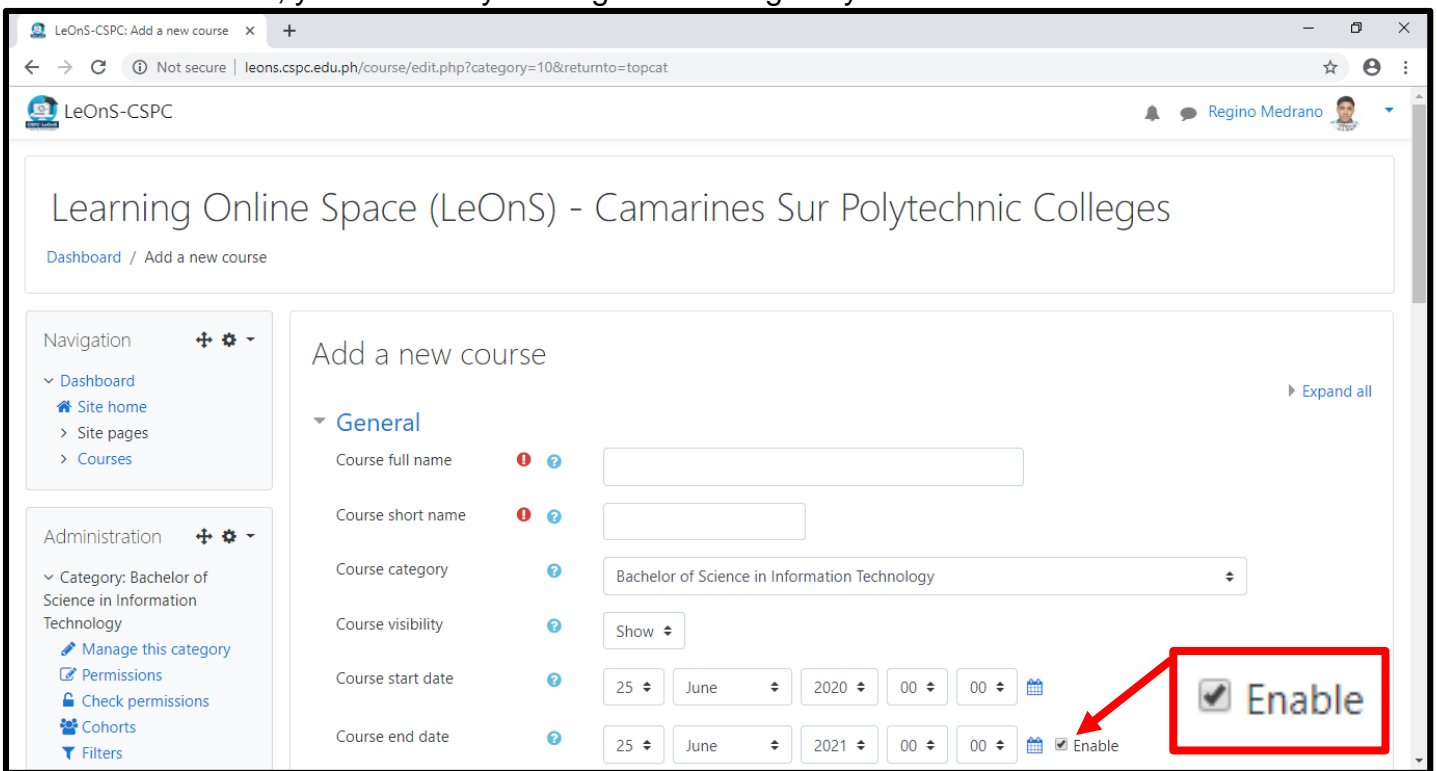 LeOnS-CSPC: Add a new course
Not secure | leons.cspc.edu.ph/course/edit.php?category=10&returnto=topcat
LeOnS-CSPC
Regino Medrano
Learning Online Space (LeOnS) - Camarines Sur Polytechnic Colleges
Dashboard / Add a new course
Navigation
Dashboard
Site home
Site pages
Courses
Administration
Category: Bachelor of
Science in Information
Technology
Manage this category
Permissions
Check permissions
Cohorts
Filters
Add a new course
Expand all
General
Course full name
Course short name
Course category Bachelor of Science in Information Technology
Course visibility Show
Course start date 25 June 2020 00 00
Course end date 25 June 2021 00 00 Enable
Enable